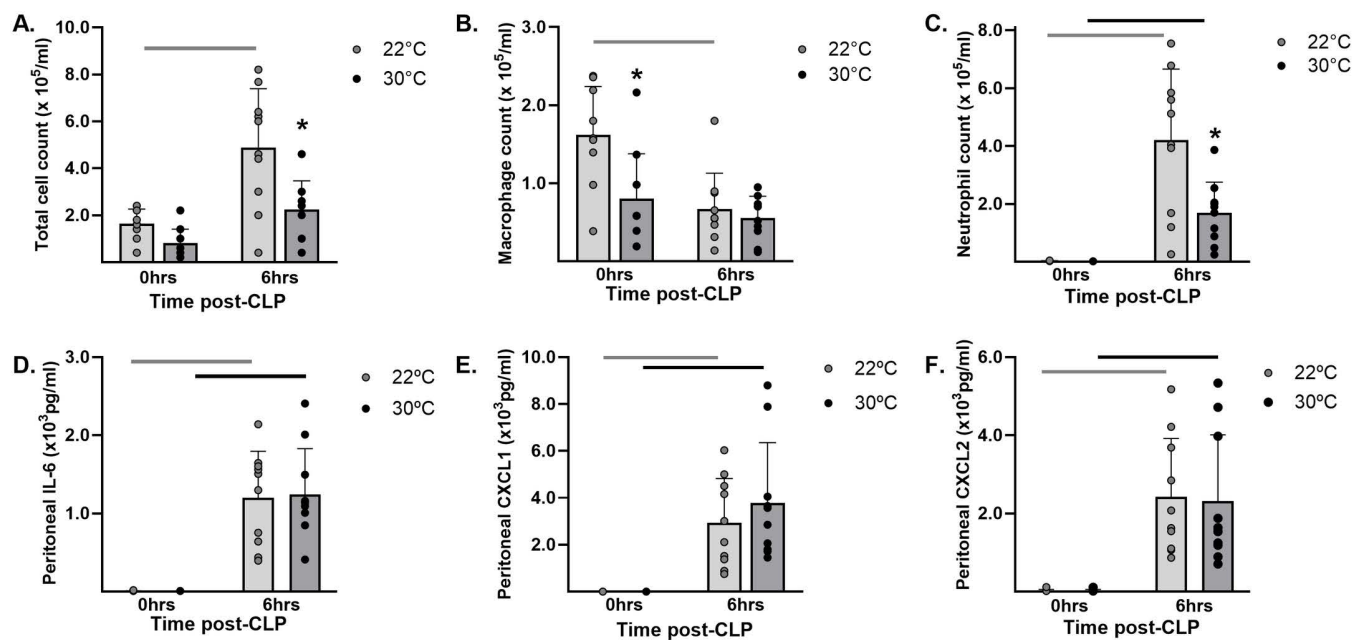 A.
Total cell count (x 10⁵/ml)
10.0
8.0
6.0
4.0
2.0
0hrs
6hrs
Time post-CLP
22°C
30°C
*
B.
Macrophage count (x 10⁵/ml)
3.0
2.0
1.0
0hrs
6hrs
Time post-CLP
22°C
30°C
*
C.
Neutrophil count (x 10⁵/ml)
8.0
6.0
4.0
2.0
0hrs
6hrs
Time post-CLP
22°C
30°C
*
D.
Peritoneal IL-6 (x10³pg/ml)
3.0
2.0
1.0
0hrs
6hrs
Time post-CLP
22ºC
30ºC
E.
Peritoneal CXCL1 (x10³pg/ml)
10.0
8.0
6.0
4.0
2.0
0hrs
6hrs
Time post-CLP
22ºC
30ºC
F.
Peritoneal CXCL2 (x10³pg/ml)
6.0
4.0
2.0
0hrs
6hrs
Time post-CLP
22ºC
30ºC